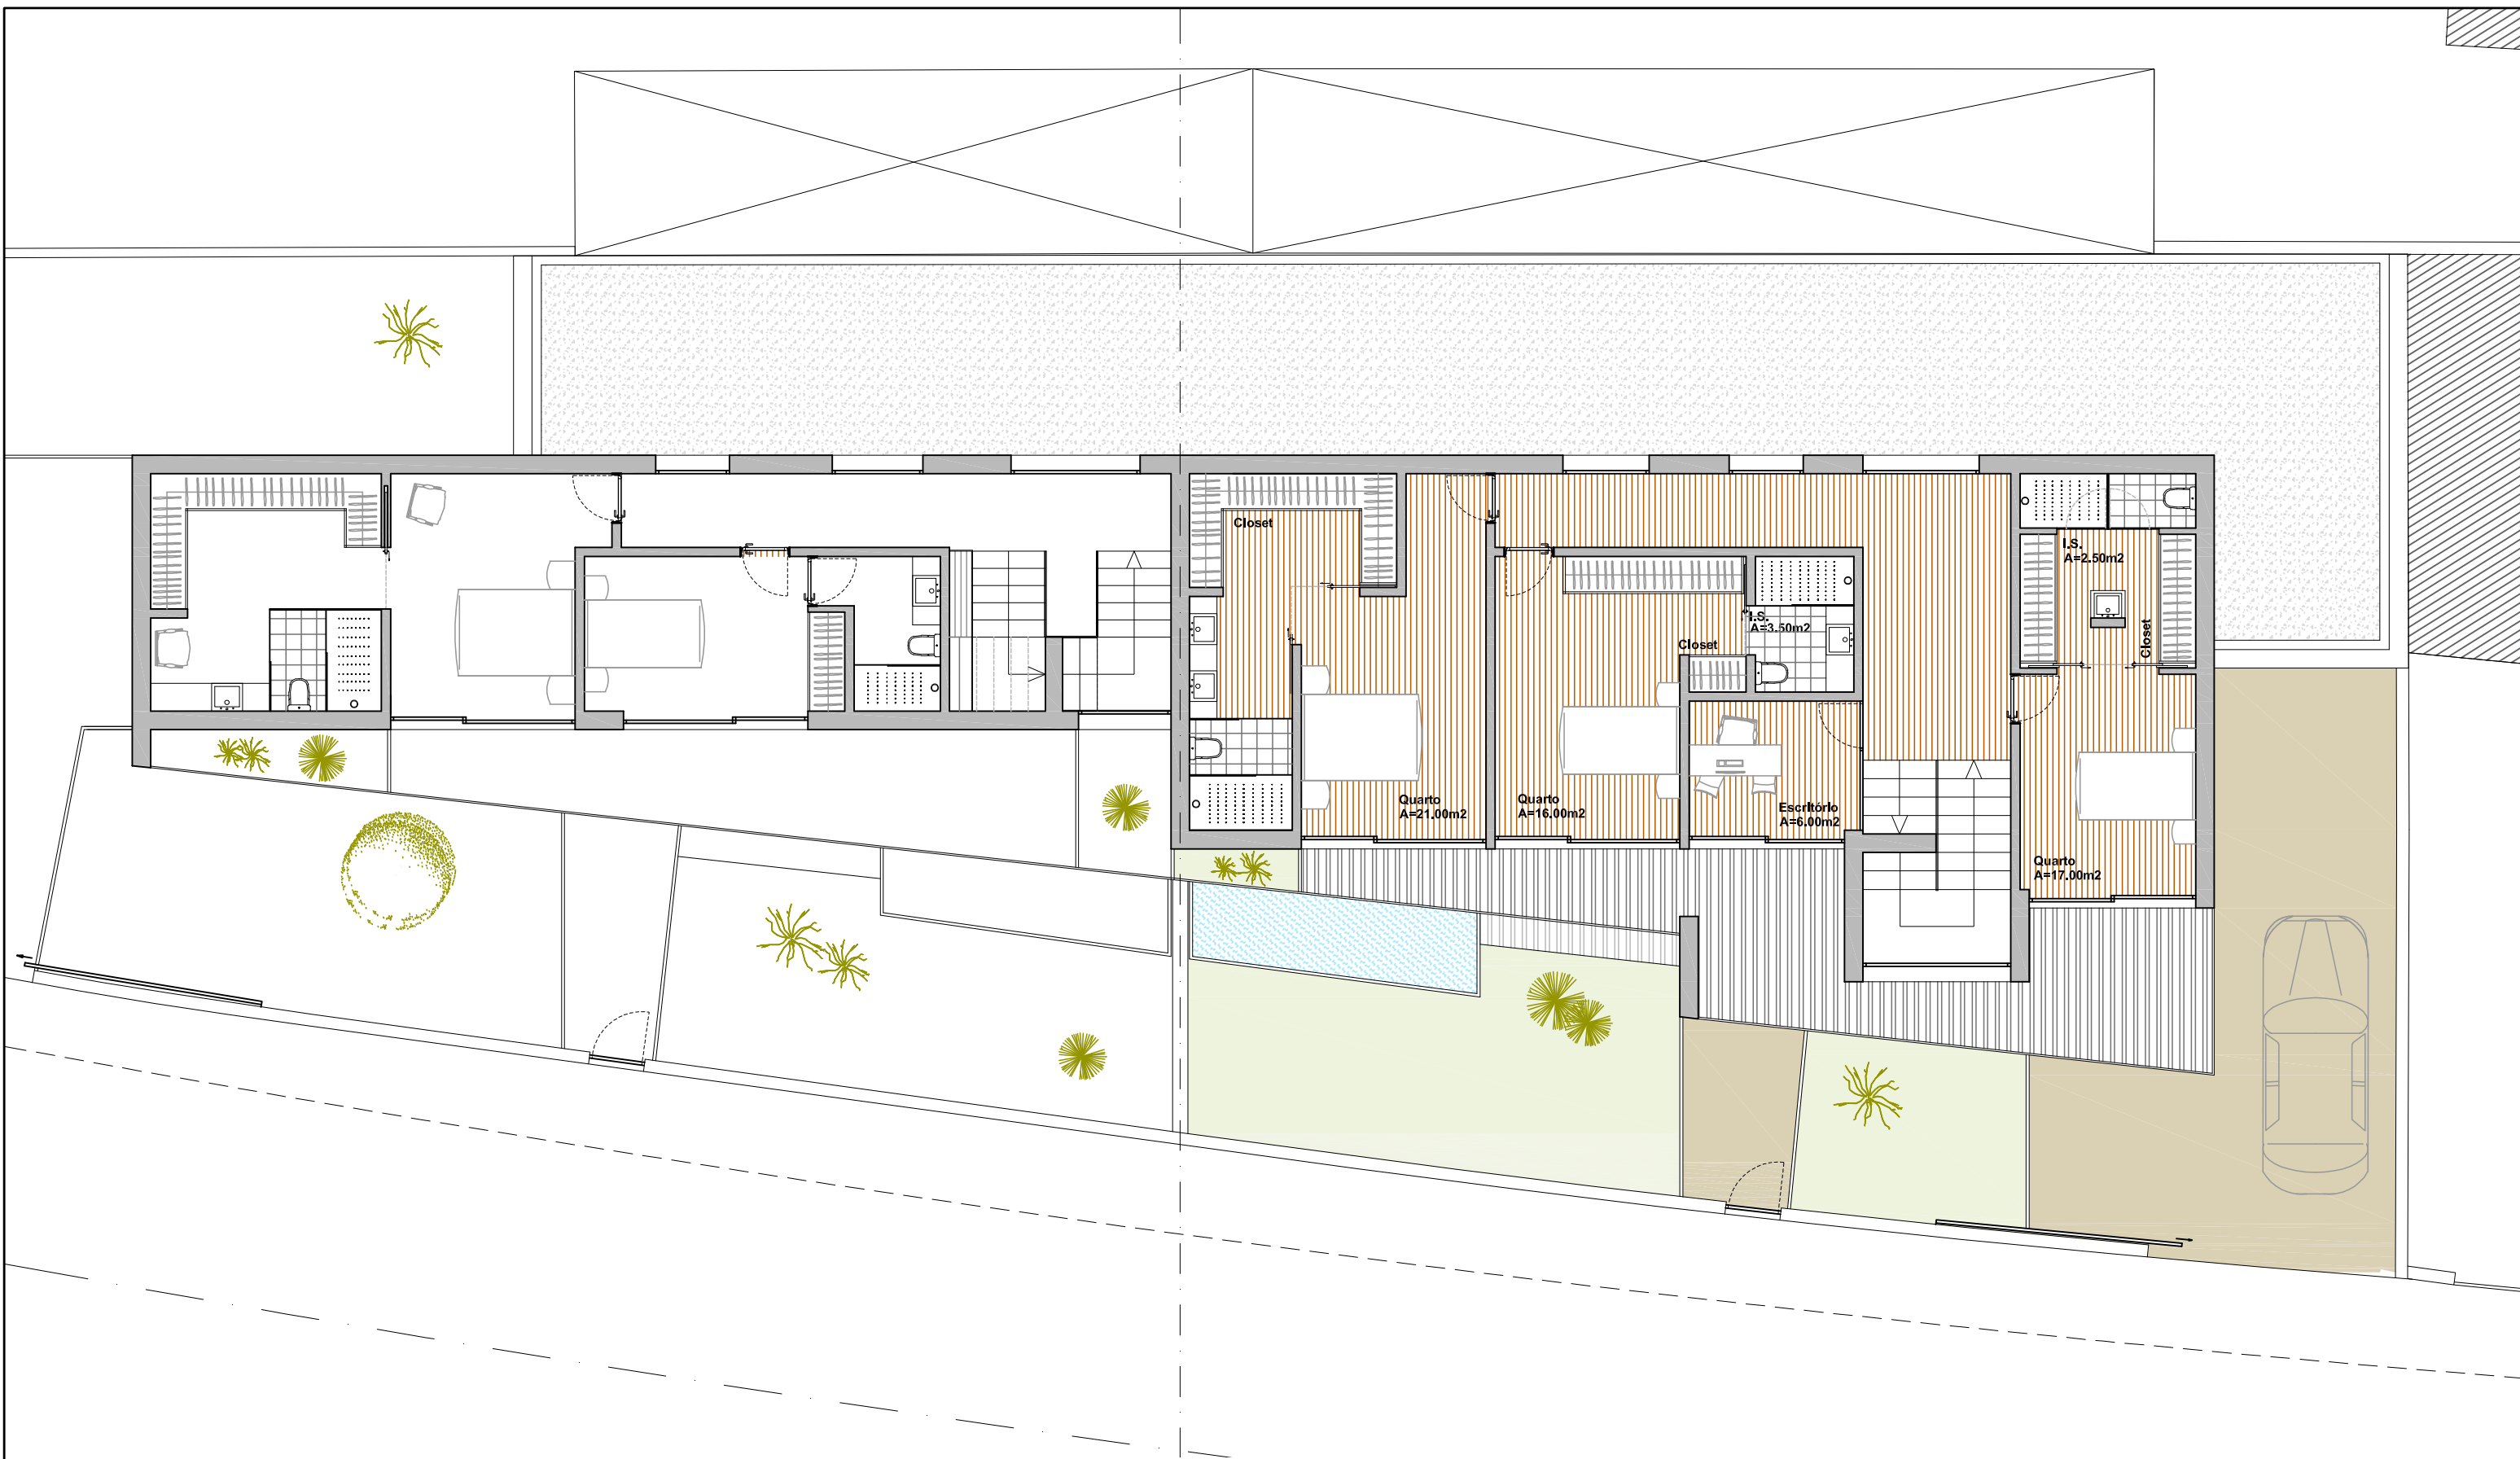 Closet
I.S.
A=2.50m2
Closet
I.S.
A=3.50m2
Closet
Quarto
A=21.00m2
Quarto
A=16.00m2
Escritório
A=6.00m2
Quarto
A=17.00m2